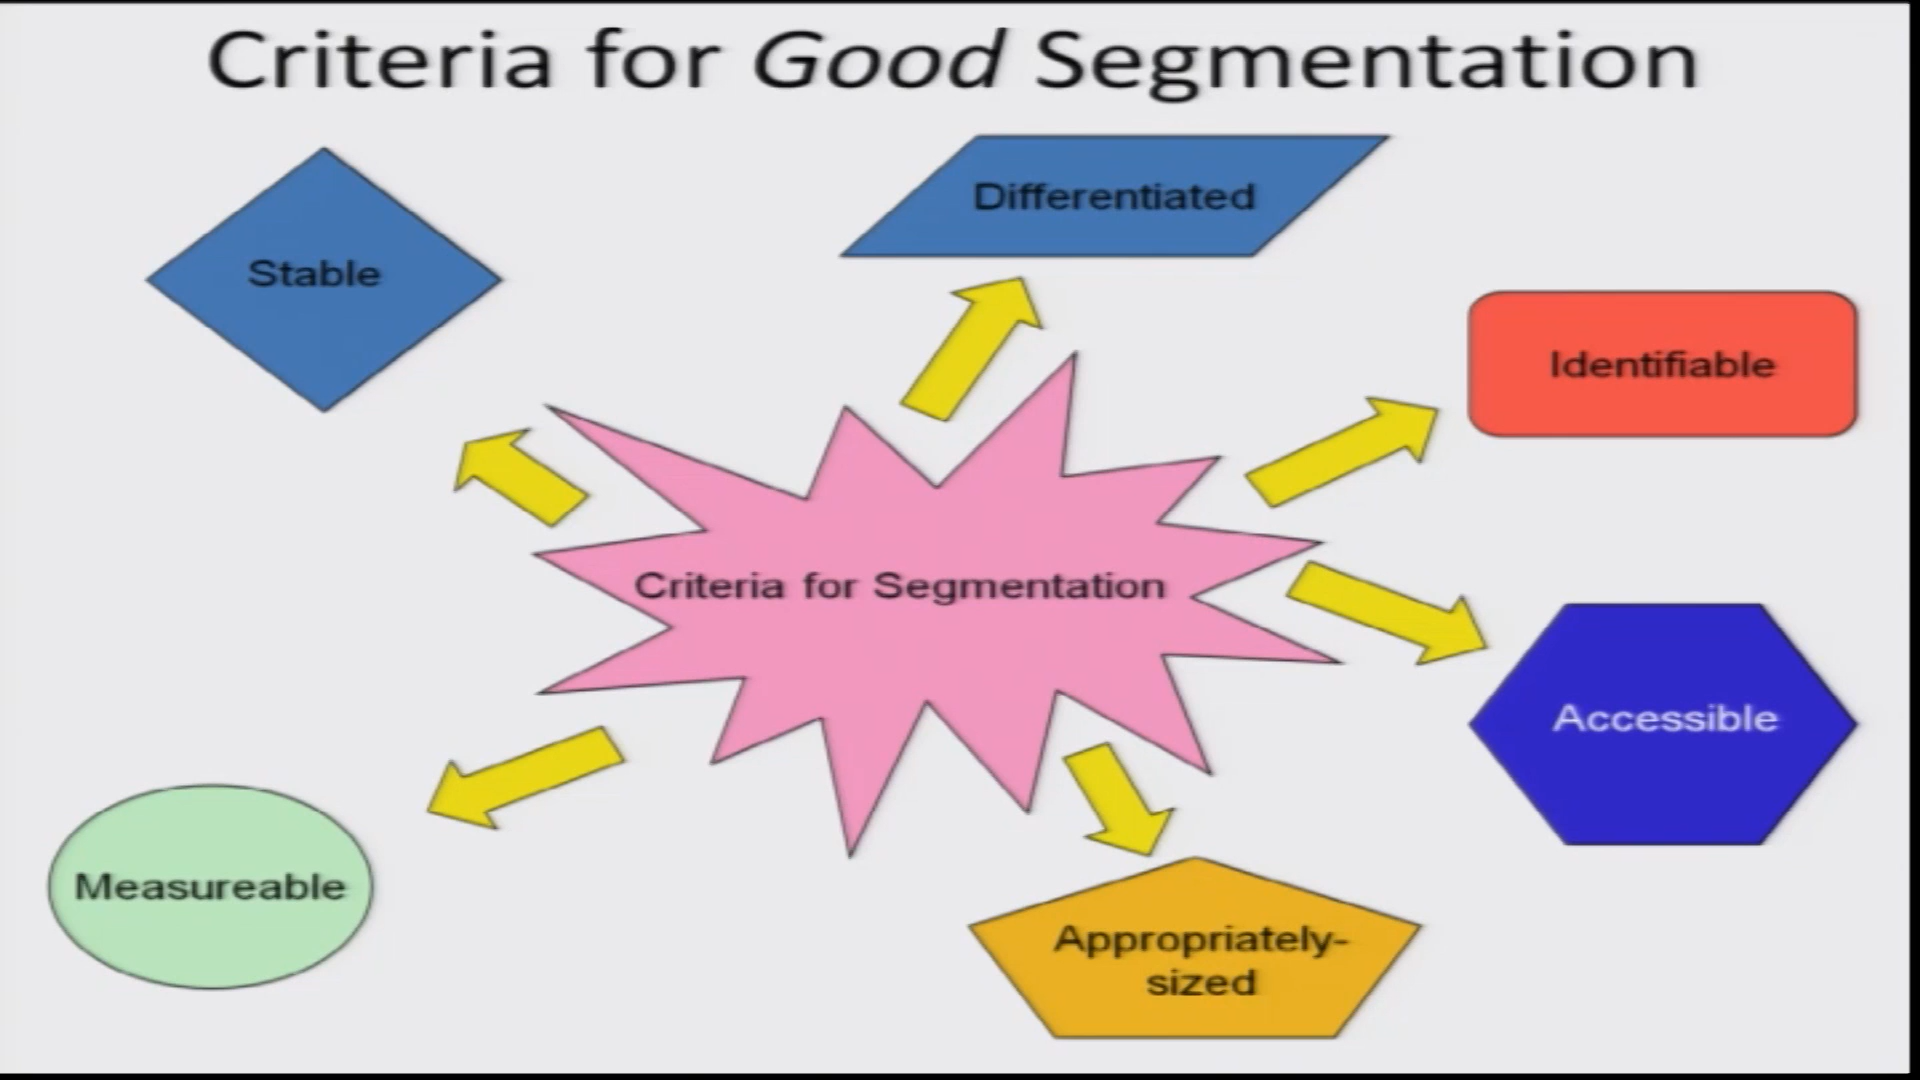 Criteria for Good Segmentation
Differentiated
Stable
Identifiable
Criteria for Segmentation
Accessible
Measureable
Appropriately-
sized